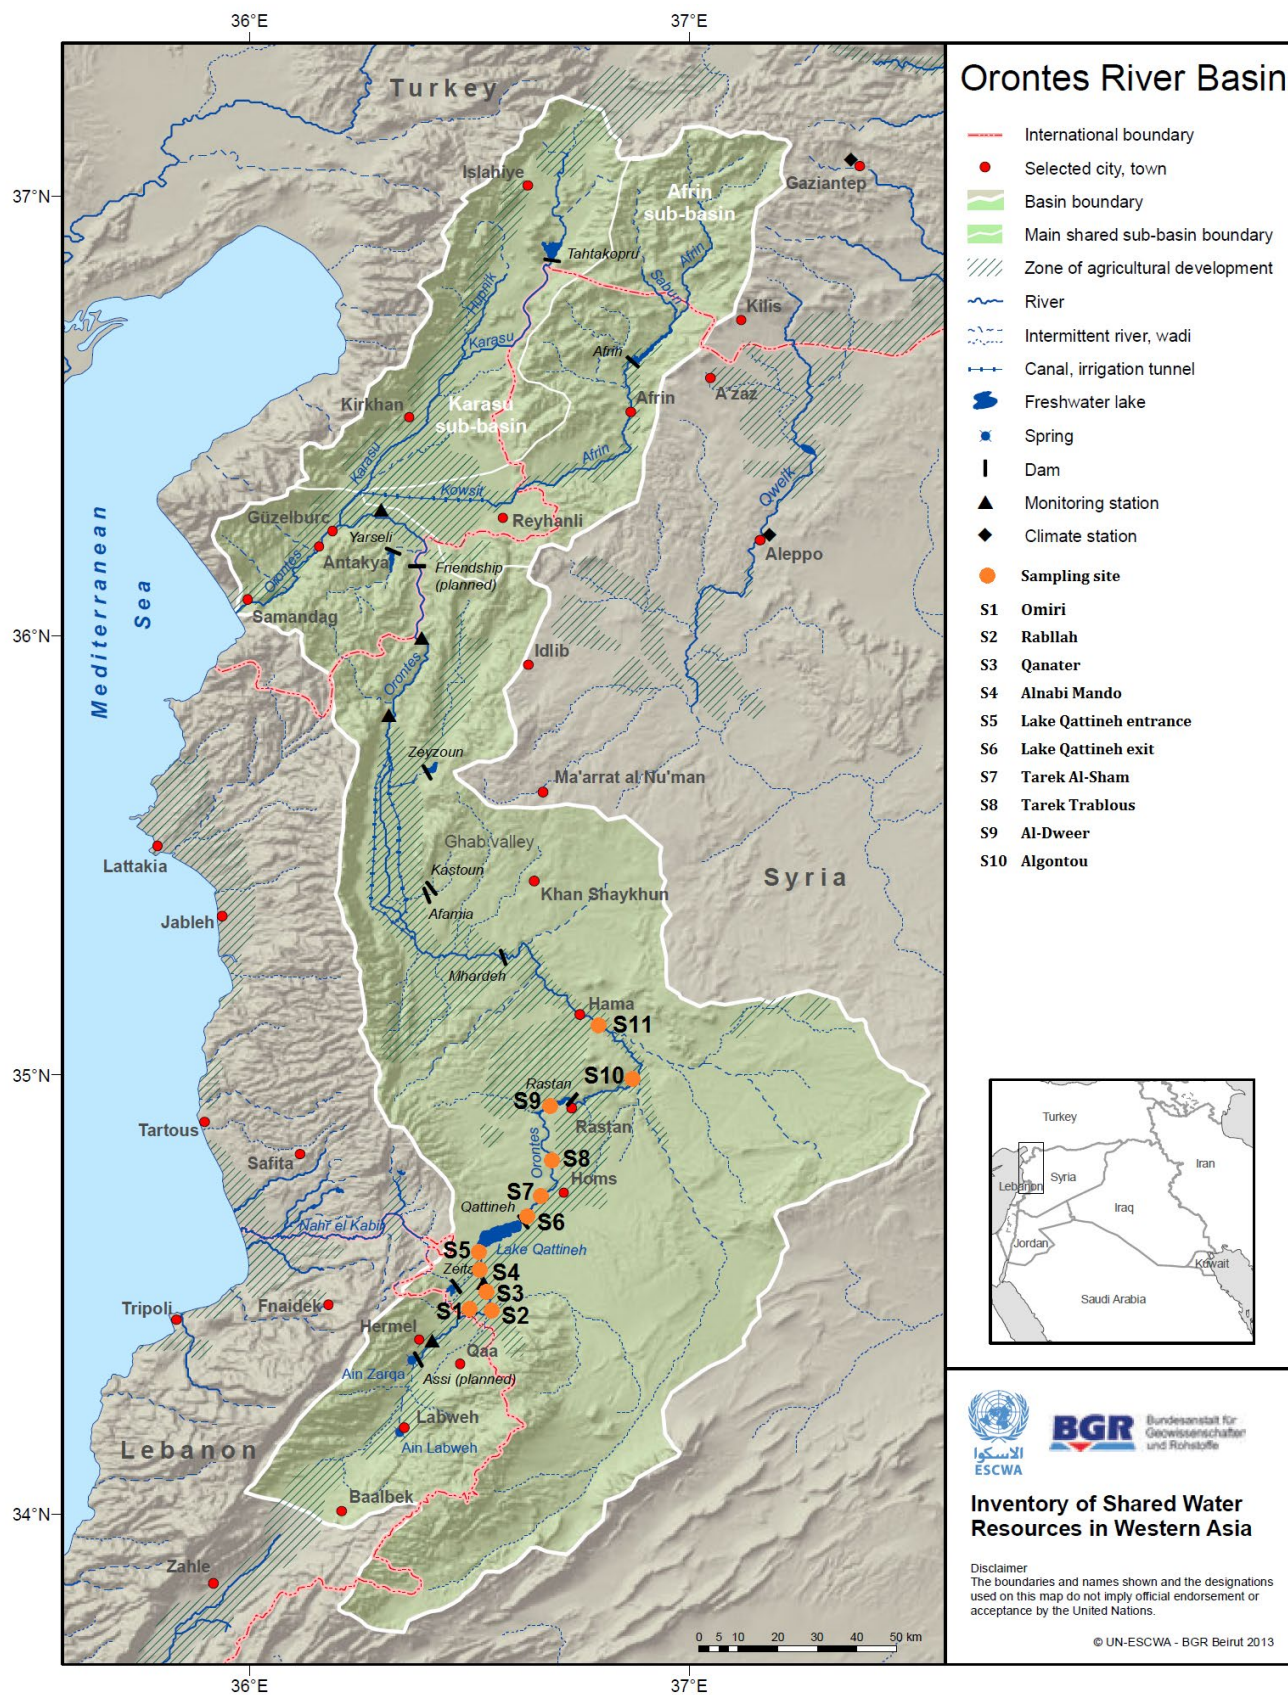 36°E
37°E
Orontes River Basin
International boundary
Selected city, town
Basin boundary
Main shared sub-basin boundary
Zone of agricultural development
River
Intermittent river, wadi
Canal, irrigation tunnel
Freshwater lake
Spring
Dam
Monitoring station
Climate station
Sampling site
S1 Omiri
S2 Rabllah
S3 Qanater
S4 Alnabi Mando
S5 Lake Qattineh entrance
S6 Lake Qattineh exit
S7 Tarek Al-Sham
S8 Tarek Trablous
S9 Al-Dweer
S10 Algontou
Turkey
Islahiye
Gaziantep
37°N
Afrin
sub-basin
Tahtakopru
Hupnik
Sabun
Afrin
Kilis
Karasu
Afrin
A'zaz
Kirkhan
Karasu
sub-basin
Afrin
Karasu
Afrin
Kowsit
Qweik
Güzelburc
Reyhanli
Yarseli
Antakya
Aleppo
Orontes
Friendship
(planned)
Samandag
36°N
Mediterranean
Sea
Idlib
Orontes
Zeyzoun
Ma'arrat al Nu'man
Ghab valley
Lattakia
Kastoun
Khan Shaykhun
Syria
Afamia
Jableh
Mhardeh
Hama
S11
35°N
Rastan
S10
S9
Rastan
Tartous
Orontes
Safita
S8
Homs
S7
Qattineh
S6
Nahr el Kabir
S5
Lake Qattineh
Zeita
S4
S3
Tripoli
Fnaidek
S1
S2
Hermel
Qaa
Ain Zarqa
Assi (planned)
Labweh
Ain Labweh
Lebanon
Baalbek
34°N
Zahle
0 5 10 20 30 40 50 km
36°E
37°E
Turkey
Iran
Syria
Lebanon
Iraq
Jordan
Kuwait
Saudi Arabia
الاسكوا
ESCWA
BGR
Bundesanstalt für
Geowissenschaften
und Rohstoffe
Inventory of Shared Water
Resources in Western Asia
Disclaimer
The boundaries and names shown and the designations
used on this map do not imply official endorsement or
acceptance by the United Nations.
© UN-ESCWA - BGR Beirut 2013